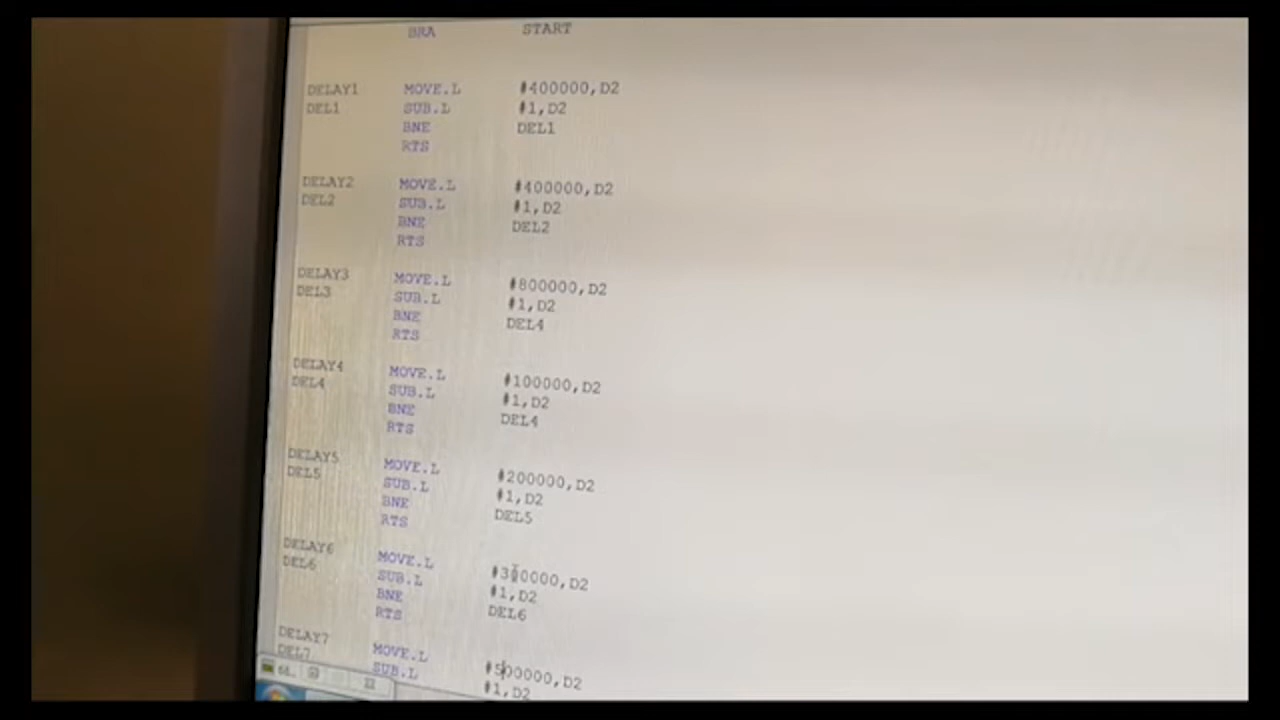 BRA START
DELAY1 MOVE.L #400000,D2
DEL1 SUB.L #1,D2
BNE DEL1
RTS
DELAY2 MOVE.L #400000,D2
DEL2 SUB.L #1,D2
BNE DEL2
RTS
DELAY3 MOVE.L #800000,D2
DEL3 SUB.L #1,D2
BNE DEL4
RTS
DELAY4 MOVE.L #100000,D2
DEL4 SUB.L #1,D2
BNE DEL4
RTS
DELAY5 MOVE.L #200000,D2
DEL5 SUB.L #1,D2
BNE DEL5
RTS
DELAY6 MOVE.L #300000,D2
DEL6 SUB.L #1,D2
BNE DEL6
RTS
DELAY7 MOVE.L #500000,D2
DEL7 SUB.L #1,D2